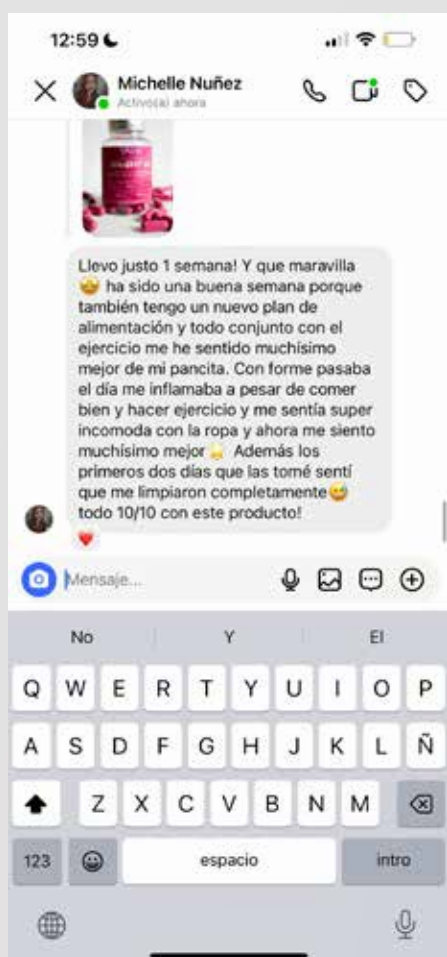 12:59
Michelle Nuñez
Activo(a) ahora
Llevo justo 1 semana! Y que maravilla
🤩 ha sido una buena semana porque
también tengo un nuevo plan de
alimentación y todo conjunto con el
ejercicio me he sentido muchísimo
mejor de mi pancita. Con forme pasaba
el día me inflamaba a pesar de comer
bien y hacer ejercicio y me sentía super
incomoda con la ropa y ahora me siento
muchísimo mejor Además los
primeros dos días que las tomé sentí
que me limpiaron completamente😅
todo 10/10 con este producto!
Mensaje...
No Y El
Q W E R T Y U I O P
A S D F G H J K L Ñ
Z X C V B N M
123 espacio intro